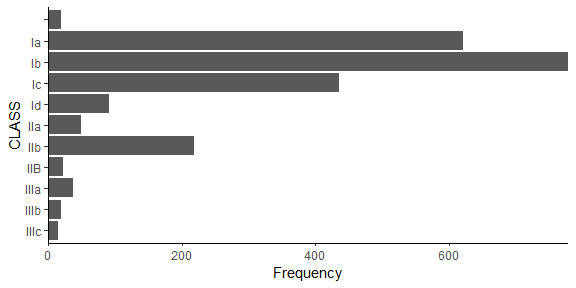 CLASS
Ia
Ib
Ic
Id
IIa
IIb
IIB
IIIa
IIIb
IIIc
0 200 400 600
Frequency